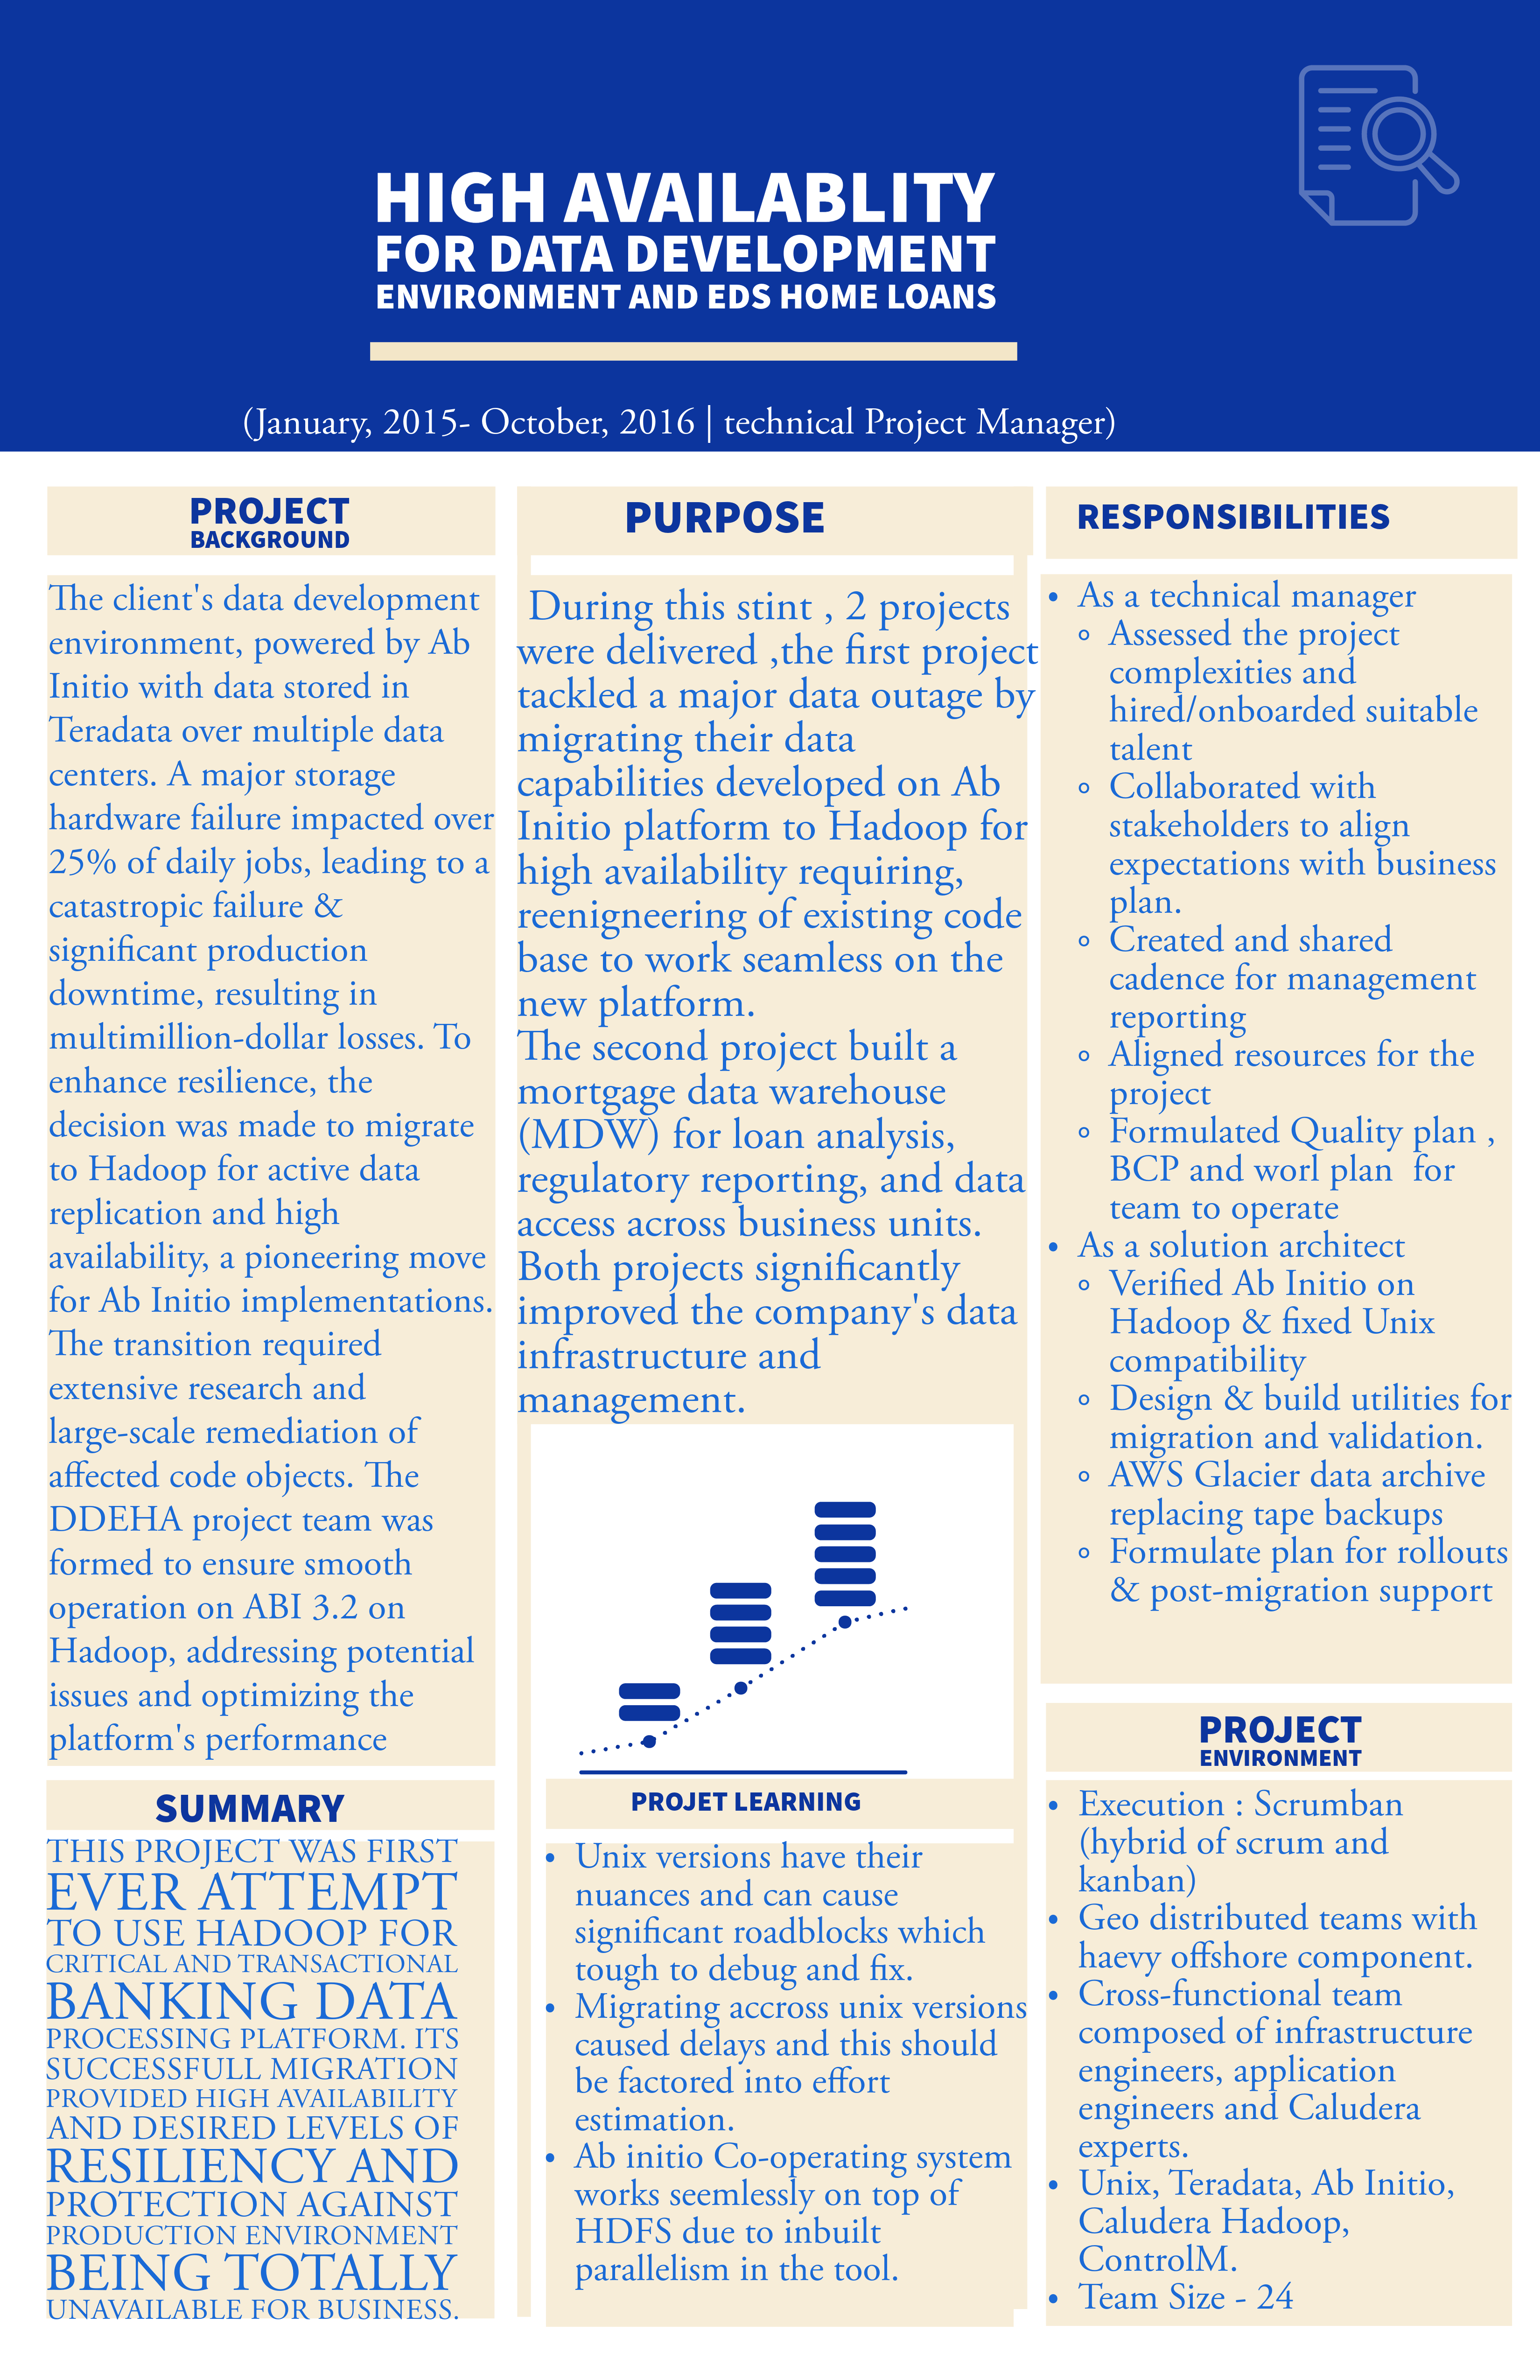 HIGH AVAILABLITY
FOR DATA DEVELOPMENT
ENVIRONMENT AND EDS HOME LOANS
(January, 2015- October, 2016 | technical Project Manager)
PROJECT
BACKGROUND
The client's data development
environment, powered by Ab
Initio with data stored in
Teradata over multiple data
centers. A major storage
hardware failure impacted over
25% of daily jobs, leading to a
catastropic failure &
significant production
downtime, resulting in
multimillion-dollar losses. To
enhance resilience, the
decision was made to migrate
to Hadoop for active data
replication and high
availability, a pioneering move
for Ab Initio implementations.
The transition required
extensive research and
large-scale remediation of
affected code objects. The
DDEHA project team was
formed to ensure smooth
operation on ABI 3.2 on
Hadoop, addressing potential
issues and optimizing the
platform's performance
SUMMARY
THIS PROJECT WAS FIRST
EVER ATTEMPT
TO USE HADOOP FOR
CRITICAL AND TRANSACTIONAL
BANKING DATA
PROCESSING PLATFORM. ITS
SUCCESSFULL MIGRATION
PROVIDED HIGH AVAILABILITY
AND DESIRED LEVELS OF
RESILIENCY AND
PROTECTION AGAINST
PRODUCTION ENVIRONMENT
BEING TOTALLY
UNAVAILABLE FOR BUSINESS.
PURPOSE
During this stint , 2 projects
were delivered ,the first project
tackled a major data outage by
migrating their data
capabilities developed on Ab
Initio platform to Hadoop for
high availability requiring,
reenigneering of existing code
base to work seamless on the
new platform.
The second project built a
mortgage data warehouse
(MDW) for loan analysis,
regulatory reporting, and data
access across business units.
Both projects significantly
improved the company's data
infrastructure and
management.
PROJET LEARNING
• Unix versions have their
nuances and can cause
significant roadblocks which
tough to debug and fix.
• Migrating accross unix versions
caused delays and this should
be factored into effort
estimation.
• Ab initio Co-operating system
works seemlessly on top of
HDFS due to inbuilt
parallelism in the tool.
RESPONSIBILITIES
• As a technical manager
◦ Assessed the project
complexities and
hired/onboarded suitable
talent
◦ Collaborated with
stakeholders to align
expectations with business
plan.
◦ Created and shared
cadence for management
reporting
◦ Aligned resources for the
project
◦ Formulated Quality plan ,
BCP and worl plan  for
team to operate
• As a solution architect
◦ Verified Ab Initio on
Hadoop & fixed Unix
compatibility
◦ Design & build utilities for
migration and validation.
◦ AWS Glacier data archive
replacing tape backups
◦ Formulate plan for rollouts
& post-migration support
PROJECT
ENVIRONMENT
• Execution : Scrumban
(hybrid of scrum and
kanban)
• Geo distributed teams with
haevy offshore component.
• Cross-functional team
composed of infrastructure
engineers, application
engineers and Caludera
experts.
• Unix, Teradata, Ab Initio,
Caludera Hadoop,
ControlM.
• Team Size - 24